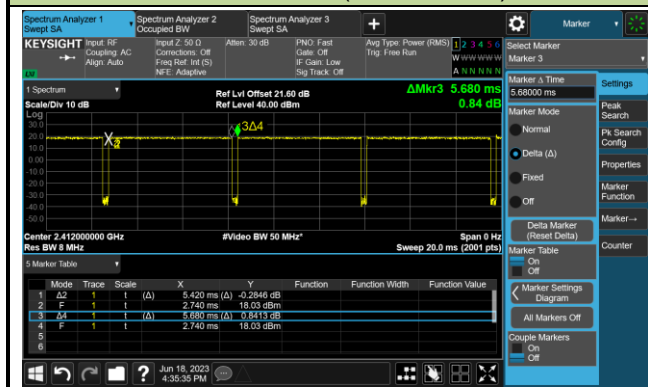 Spectrum Analyzer 1
Swept SA
Spectrum Analyzer 2
Occupied BW
Spectrum Analyzer 3
Swept SA
+
Marker
KEYSIGHT
Input: RF
Coupling: AC
Align: Auto
Input Z: 50 Ω
Corrections: Off
Freq Ref: Int (S)
NFE: Adaptive
Atten: 30 dB
PNO: Fast
Gate: Off
IF Gain: Low
Sig Track: Off
Avg Type: Power (RMS)
Trig: Free Run
1 2 3 4 5 6
W W W W W W
A N N N N N
Select Marker
Marker 3
1 Spectrum
Scale/Div 10 dB
Log
Ref Lvl Offset 21.60 dB
Ref Level 40.00 dBm
ΔMkr3 5.680 ms
0.84 dB
30.0
20.0
10.0
0.00
-10.0
-20.0
-30.0
-40.0
-50.0
X2
3Δ4
Center 2.412000000 GHz
Res BW 8 MHz
#Video BW 50 MHz*
Span 0 Hz
Sweep 20.0 ms (2001 pts)
5 Marker Table
Mode Trace Scale X Y Function Function Width Function Value
1 Δ2 1 t (Δ) 5.420 ms (Δ) -0.2846 dB
2 F 1 t 2.740 ms 18.03 dBm
3 Δ4 1 t (Δ) 5.680 ms (Δ) 0.8413 dB
4 F 1 t 2.740 ms 18.03 dBm
5
6
Marker Δ Time
5.68000 ms
Marker Mode
Normal
Delta (Δ)
Fixed
Off
Delta Marker
(Reset Delta)
Marker Table
On
Off
Marker Settings
Diagram
All Markers Off
Couple Markers
On
Off
Settings
Peak
Search
Pk Search
Config
Properties
Marker
Function
Marker→
Counter
?
Jun 18, 2023
4:35:35 PM